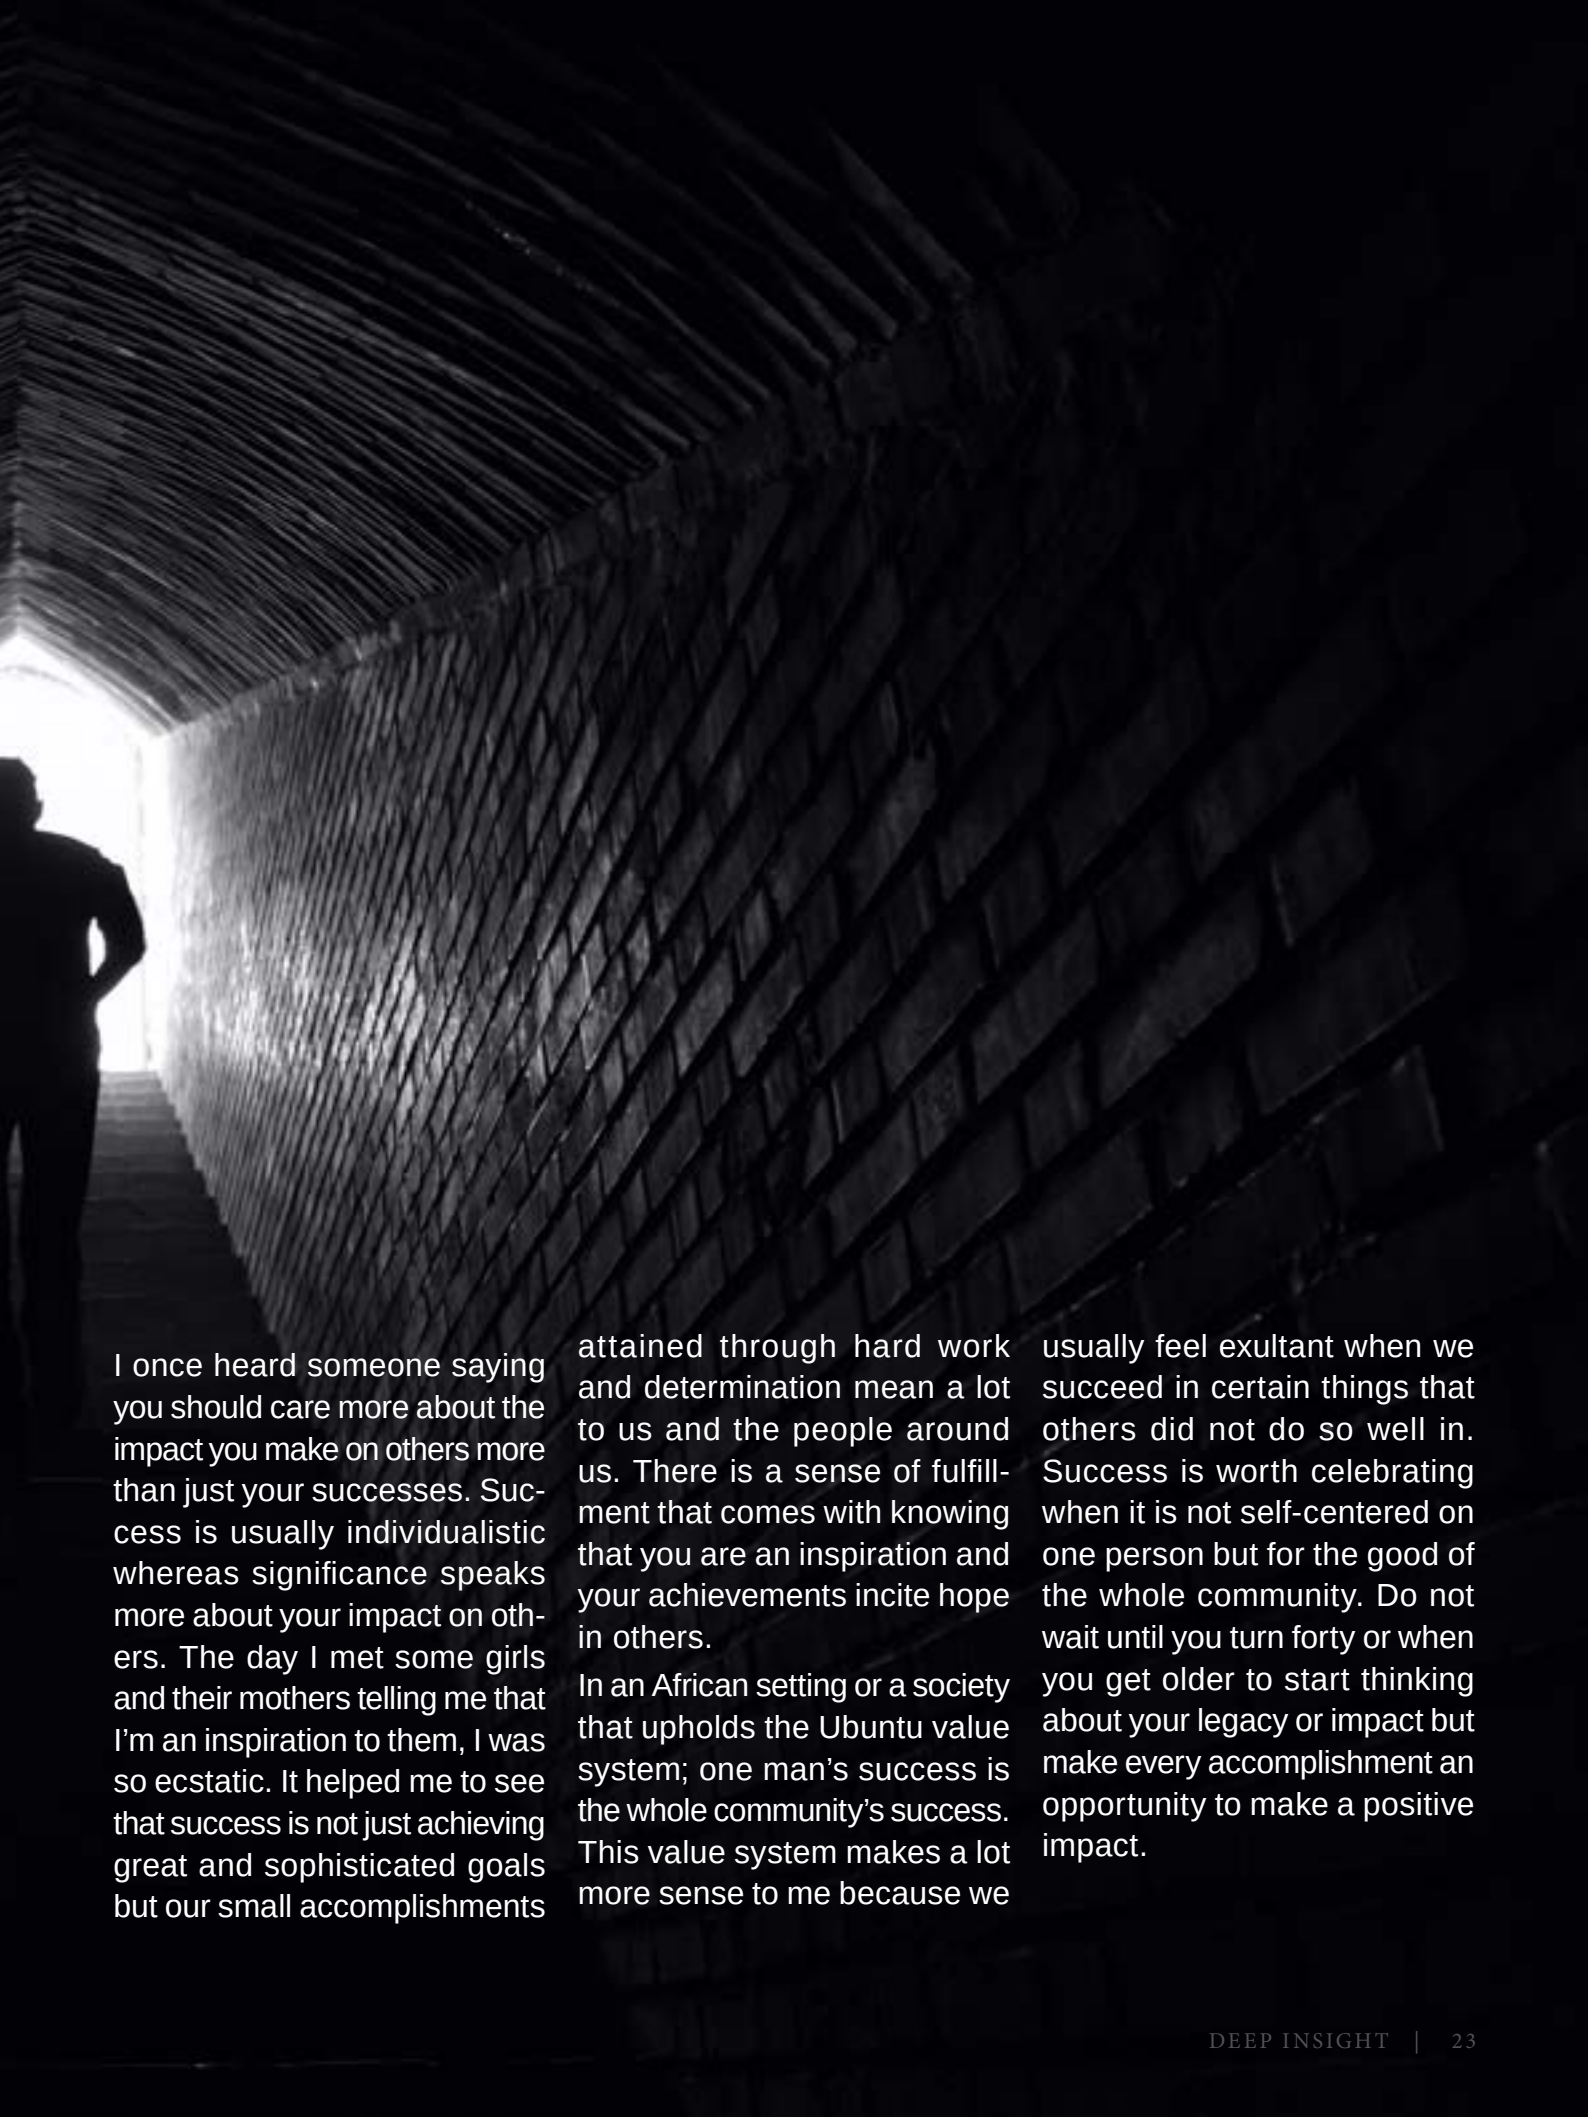 I once heard someone saying
you should care more about the
impact you make on others more
than just your successes. Suc-
cess is usually individualistic
whereas significance speaks
more about your impact on oth-
ers. The day I met some girls
and their mothers telling me that
I’m an inspiration to them, I was
so ecstatic. It helped me to see
that success is not just achieving
great and sophisticated goals
but our small accomplishments
attained through hard work
and determination mean a lot
to us and the people around
us. There is a sense of fulfill-
ment that comes with knowing
that you are an inspiration and
your achievements incite hope
in others.
In an African setting or a society
that upholds the Ubuntu value
system; one man’s success is
the whole community’s success.
This value system makes a lot
more sense to me because we
usually feel exultant when we
succeed in certain things that
others did not do so well in.
Success is worth celebrating
when it is not self-centered on
one person but for the good of
the whole community. Do not
wait until you turn forty or when
you get older to start thinking
about your legacy or impact but
make every accomplishment an
opportunity to make a positive
impact.
DEEP INSIGHT | 23